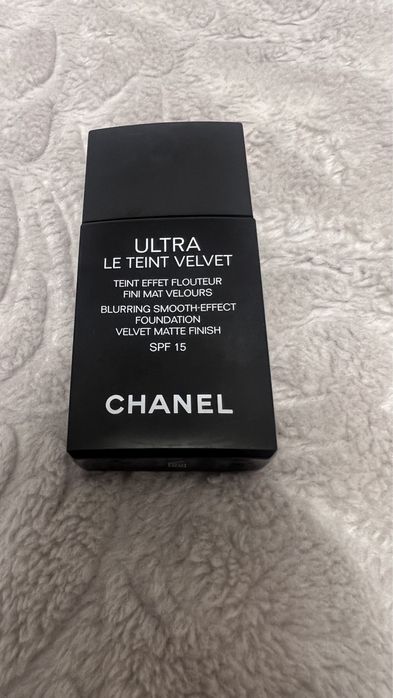 ULTRA
LE TEINT VELVET
TEINT EFFET FLOUTEUR
FINI MAT VELOURS
BLURRING SMOOTH-EFFECT
FOUNDATION
VELVET MATTE FINISH
SPF 15
CHANEL